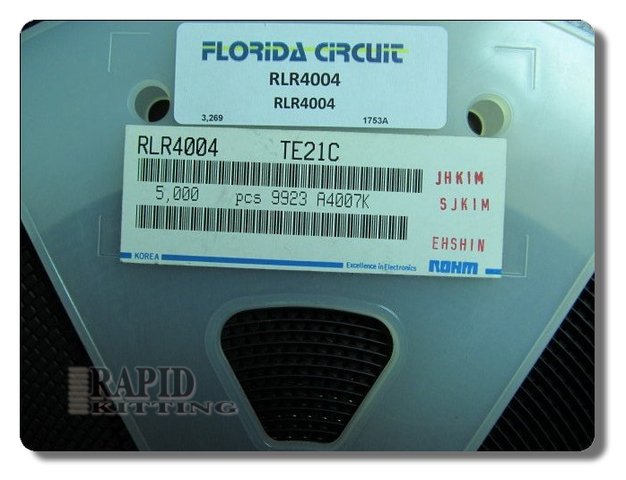 FLORIDA CIRCUIT
RLR4004
RLR4004
3,269 1753A
RLR4004 TE21C
JHKIM
5,000 pcs 9923 A4007K
SJKIM
EHSHIN
KOREA Excellence in Electronics ROHM
RAPID
KITTING